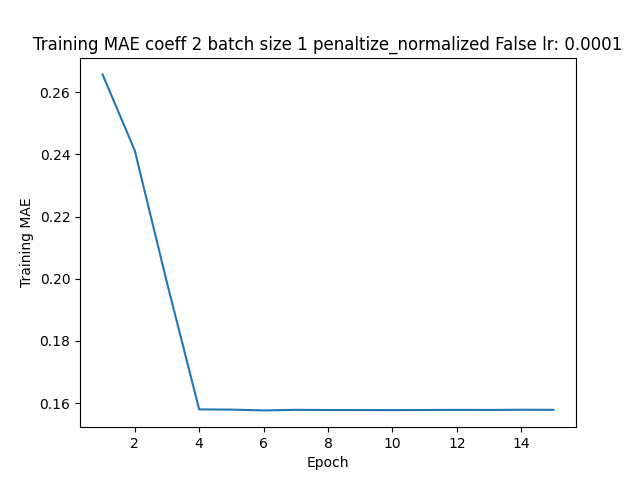 Training MAE coeff 2 batch size 1 penaltize_normalized False lr: 0.0001
0.26
0.24
0.22
0.20
0.18
0.16
Training MAE
2 4 6 8 10 12 14
Epoch